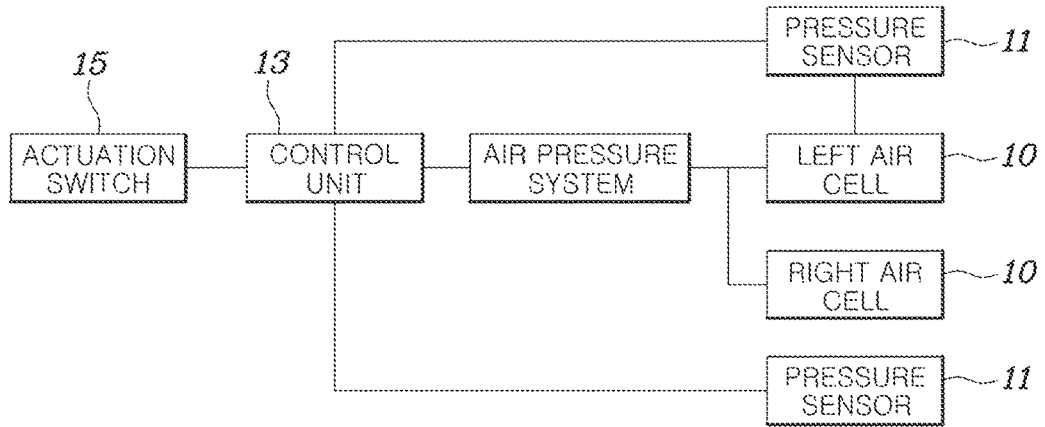 PRESSURE
SENSOR
11
15
13
ACTUATION
SWITCH
CONTROL
UNIT
AIR PRESSURE
SYSTEM
LEFT AIR
CELL
10
RIGHT AIR
CELL
10
PRESSURE
SENSOR
11